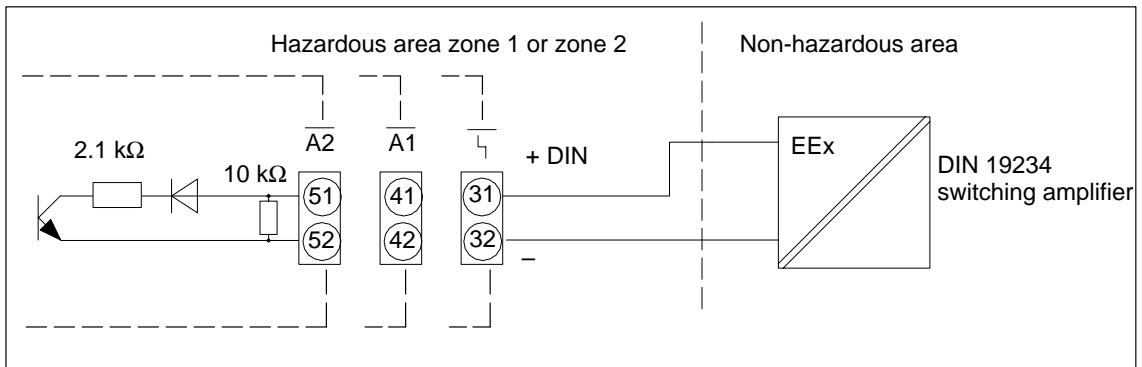 Hazardous area zone 1 or zone 2
Non-hazardous area
A2
A1
2.1 kΩ
10 kΩ
+ DIN
EEx
DIN 19234
switching amplifier
51
41
31
52
42
32
–